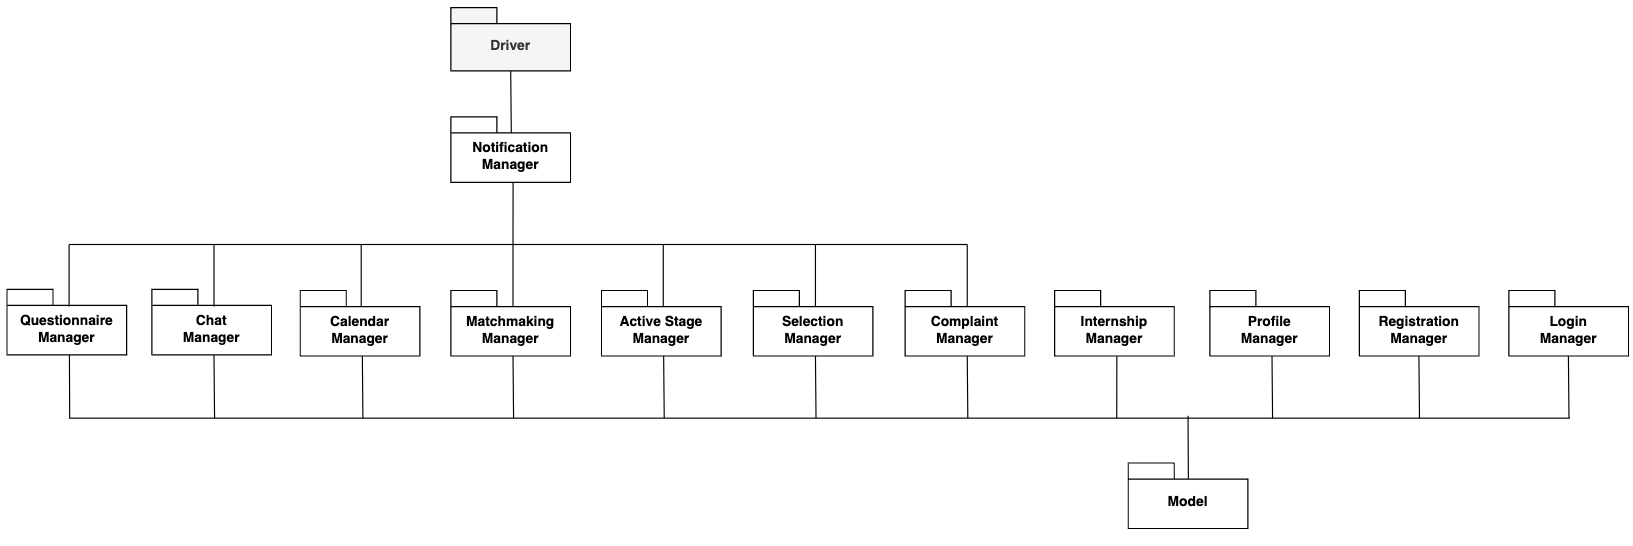 Driver
Notification
Manager
Questionnaire
Manager
Chat
Manager
Calendar
Manager
Matchmaking
Manager
Active Stage
Manager
Selection
Manager
Complaint
Manager
Internship
Manager
Profile
Manager
Registration
Manager
Login
Manager
Model